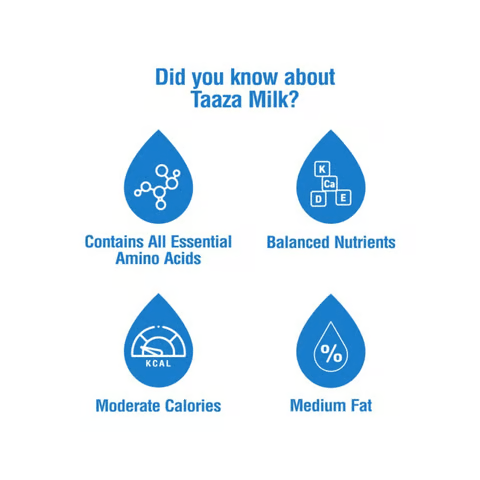 Did you know about
Taaza Milk?
K
Ca
D E
Contains All Essential
Amino Acids
Balanced Nutrients
KCAL
%
Moderate Calories
Medium Fat